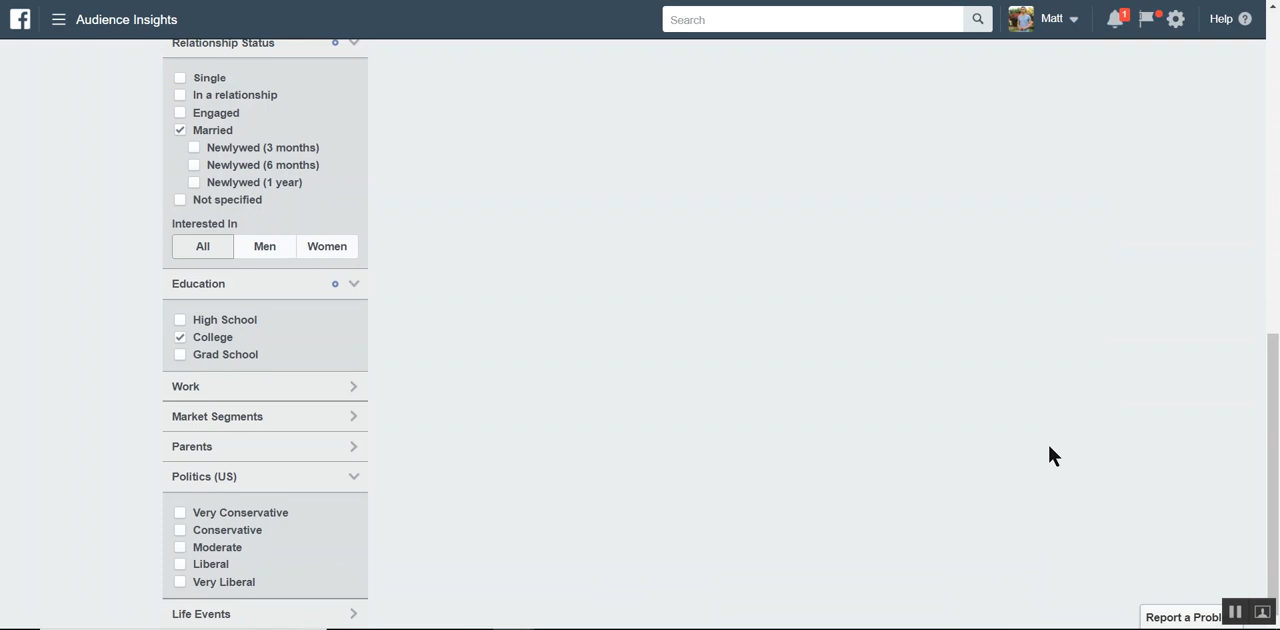 Audience Insights
Search
Matt
1
Help ?
Relationship Status
Single
In a relationship
Engaged
Married
Newlywed (3 months)
Newlywed (6 months)
Newlywed (1 year)
Not specified
Interested In
All Men Women
Education
High School
College
Grad School
Work
Market Segments
Parents
Politics (US)
Very Conservative
Conservative
Moderate
Liberal
Very Liberal
Life Events
Report a Probl